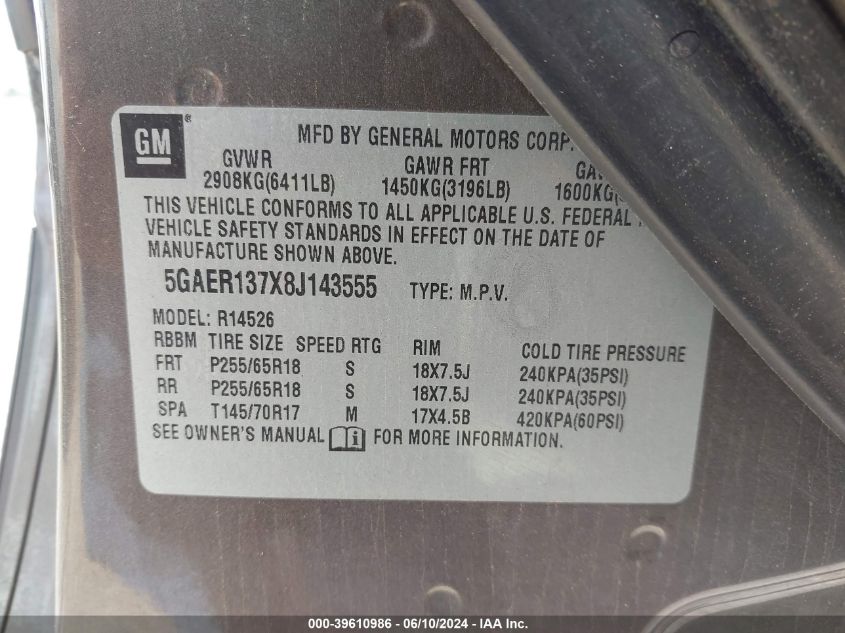 GM ® MFD BY GENERAL MOTORS CORP.
GVWR GAWR FRT
2908KG(6411LB) 1450KG(3196LB) 1600KG(
THIS VEHICLE CONFORMS TO ALL APPLICABLE U.S. FEDERAL
VEHICLE SAFETY STANDARDS IN EFFECT ON THE DATE OF
MANUFACTURE SHOWN ABOVE.
5GAER137X8J143555 TYPE: M.P.V.
MODEL: R14526
RBBM TIRE SIZE SPEED RTG RIM COLD TIRE PRESSURE
FRT P255/65R18 S 18X7.5J 240KPA(35PSI)
RR P255/65R18 S 18X7.5J 240KPA(35PSI)
SPA T145/70R17 M 17X4.5B 420KPA(60PSI)
SEE OWNER'S MANUAL i FOR MORE INFORMATION.
000-39610986 - 06/10/2024 - IAA Inc.